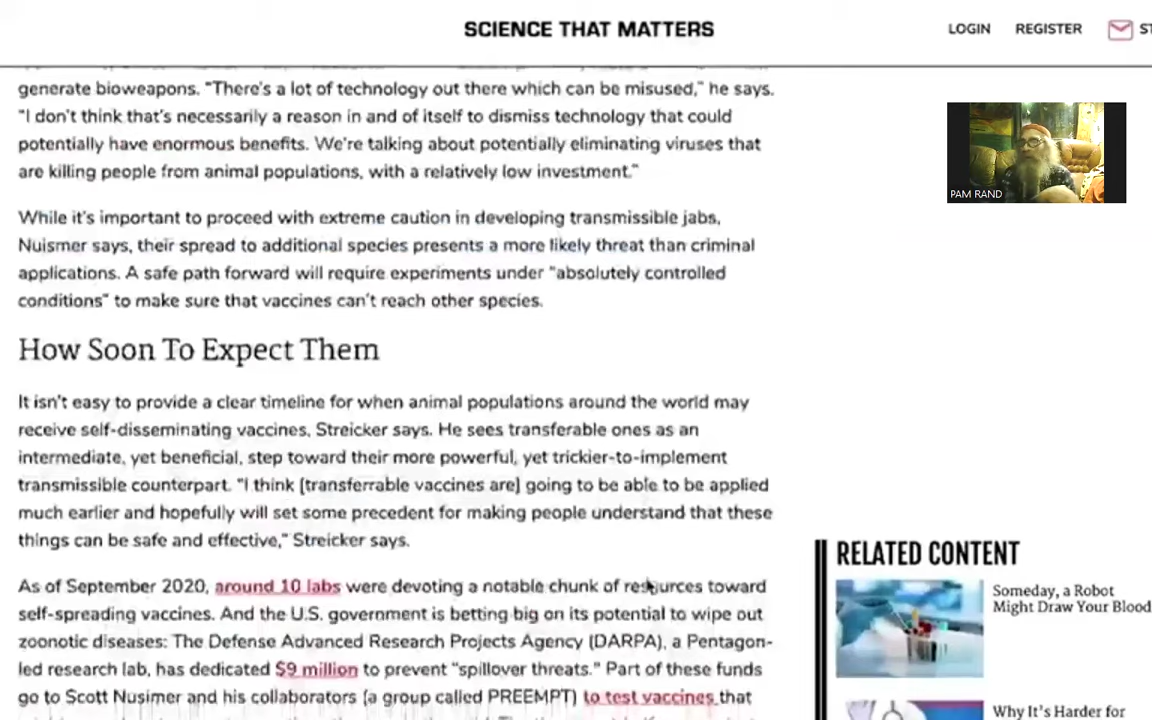 SCIENCE THAT MATTERS
LOGIN REGISTER
generate bioweapons. "There's a lot of technology out there which can be misused," he says.
"I don't think that's necessarily a reason in and of itself to dismiss technology that could
potentially have enormous benefits. We're talking about potentially eliminating viruses that
are killing people from animal populations, with a relatively low investment."
PAM RAND
While it's important to proceed with extreme caution in developing transmissible jabs,
Nuismer says, their spread to additional species presents a more likely threat than criminal
applications. A safe path forward will require experiments under "absolutely controlled
conditions" to make sure that vaccines can't reach other species.
How Soon To Expect Them
It isn't easy to provide a clear timeline for when animal populations around the world may
receive self-disseminating vaccines, Streicker says. He sees transferable ones as an
intermediate, yet beneficial, step toward their more powerful, yet trickier-to-implement
transmissible counterpart. "I think [transferrable vaccines are] going to be able to be applied
much earlier and hopefully will set some precedent for making people understand that these
things can be safe and effective," Streicker says.
As of September 2020, around 10 labs were devoting a notable chunk of resources toward
self-spreading vaccines. And the U.S. government is betting big on its potential to wipe out
zoonotic diseases: The Defense Advanced Research Projects Agency (DARPA), a Pentagon-
led research lab, has dedicated $9 million to prevent "spillover threats." Part of these funds
go to Scott Nusimer and his collaborators (a group called PREEMPT) to test vaccines that
RELATED CONTENT
Someday, a Robot
Might Draw Your Blood
Why It's Harder for